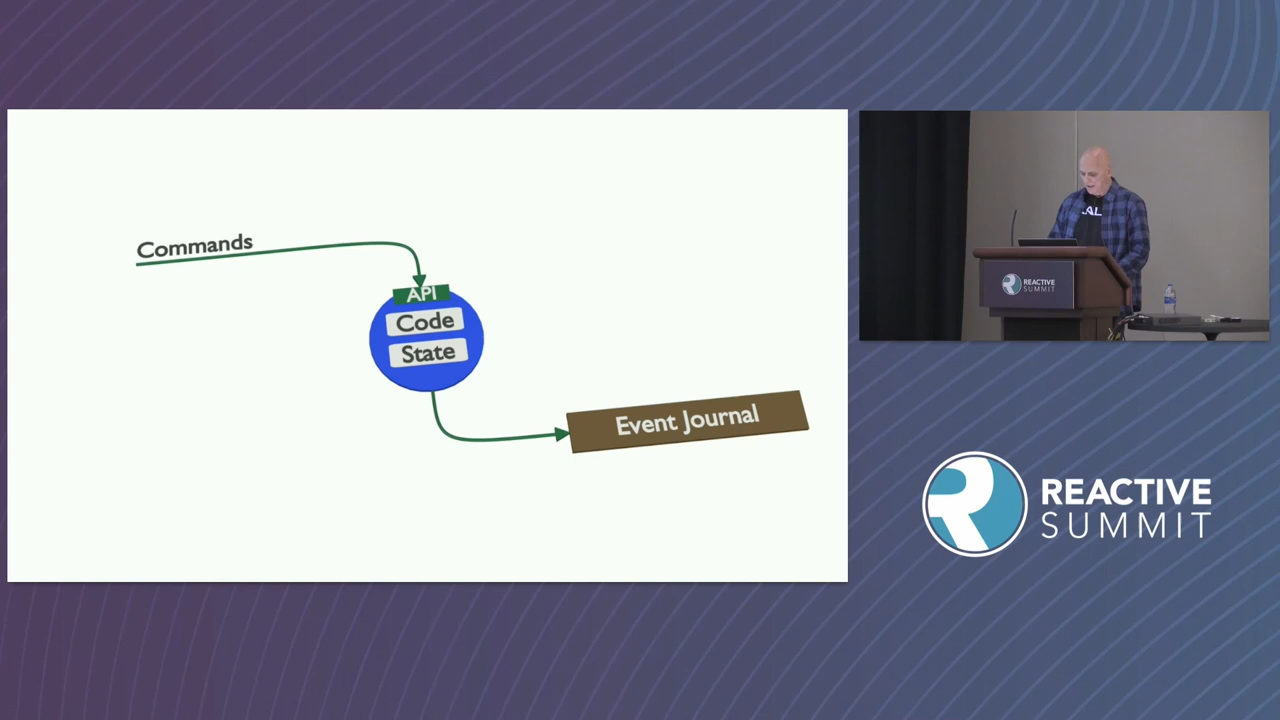 Commands
API
Code
State
Event Journal
REACTIVE
SUMMIT
REACTIVE
SUMMIT